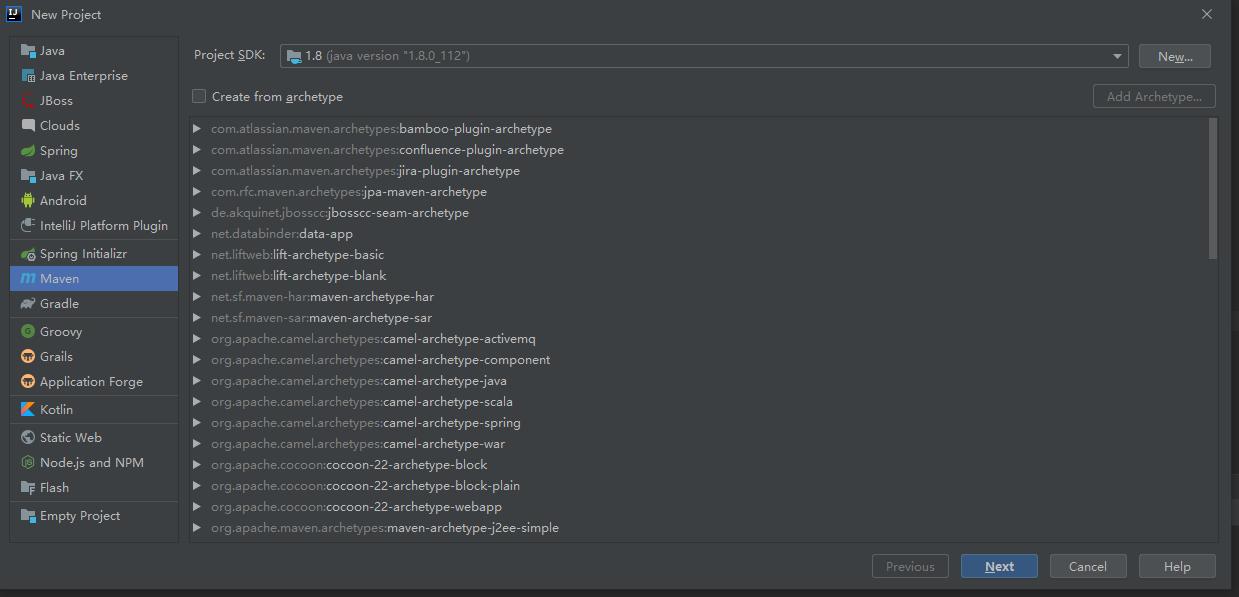 New Project
Java
Java Enterprise
JBoss
Clouds
Spring
Java FX
Android
IntelliJ Platform Plugin
Spring Initializr
Maven
Gradle
Groovy
Grails
Application Forge
Kotlin
Static Web
Node.js and NPM
Flash
Empty Project
Project SDK: 1.8 (java version "1.8.0_112") New...
Create from archetype Add Archetype...
com.atlassian.maven.archetypes:bamboo-plugin-archetype
com.atlassian.maven.archetypes:confluence-plugin-archetype
com.atlassian.maven.archetypes:jira-plugin-archetype
com.rfc.maven.archetypes:jpa-maven-archetype
de.akquinet.jbosscc:jbosscc-seam-archetype
net.databinder:data-app
net.liftweb:lift-archetype-basic
net.liftweb:lift-archetype-blank
net.sf.maven-har:maven-archetype-har
net.sf.maven-sar:maven-archetype-sar
org.apache.camel.archetypes:camel-archetype-activemq
org.apache.camel.archetypes:camel-archetype-component
org.apache.camel.archetypes:camel-archetype-java
org.apache.camel.archetypes:camel-archetype-scala
org.apache.camel.archetypes:camel-archetype-spring
org.apache.camel.archetypes:camel-archetype-war
org.apache.cocoon:cocoon-22-archetype-block
org.apache.cocoon:cocoon-22-archetype-block-plain
org.apache.cocoon:cocoon-22-archetype-webapp
org.apache.maven.archetypes:maven-archetype-j2ee-simple
Previous Next Cancel Help